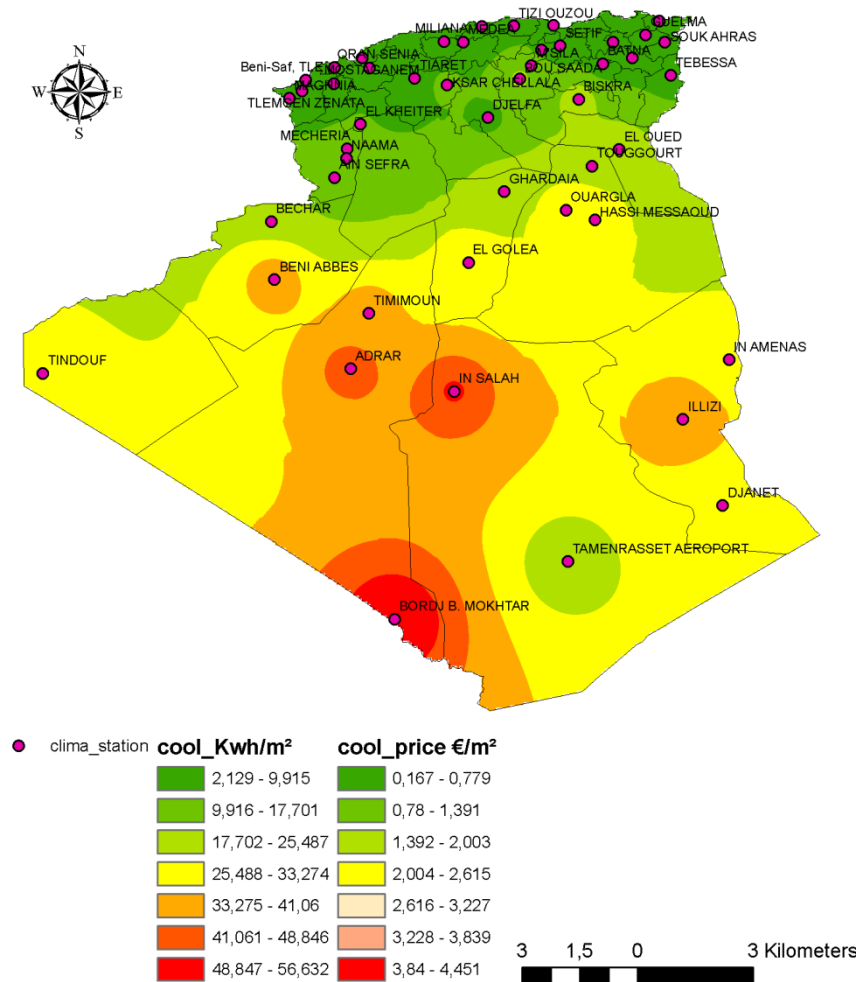 TIZI OUZOU
GUELMA
MILIANA
MEDEA
SETIF
SOUK AHRAS
ORAN SENIA
M'SILA
BATNA
Beni-Saf, TLE
MOSTAGANEM
TIARET
BOU SAADA
TEBESSA
MAGHNIA
KSAR CHELLALA
BISKRA
TLEMCEN ZENATA
EL KHEITER
DJELFA
MECHERIA
NAAMA
EL OUED
TOUGGOURT
AIN SEFRA
GHARDAIA
OUARGLA
BECHAR
HASSI MESSAOUD
EL GOLEA
BENI ABBES
TIMIMOUN
TINDOUF
ADRAR
IN SALAH
IN AMENAS
ILLIZI
DJANET
TAMENRASSET AEROPORT
BORDJ B. MOKHTAR
N
W
E
S
clima_station
cool_Kwh/m²
2,129 - 9,915
9,916 - 17,701
17,702 - 25,487
25,488 - 33,274
33,275 - 41,06
41,061 - 48,846
48,847 - 56,632
cool_price €/m²
0,167 - 0,779
0,78 - 1,391
1,392 - 2,003
2,004 - 2,615
2,616 - 3,227
3,228 - 3,839
3,84 - 4,451
3 1,5 0 3 Kilometers